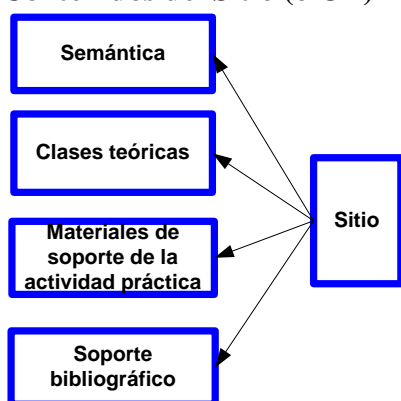 Semántica
Clases teóricas
Materiales de
soporte de la
actividad práctica
Soporte
bibliográfico
Sitio